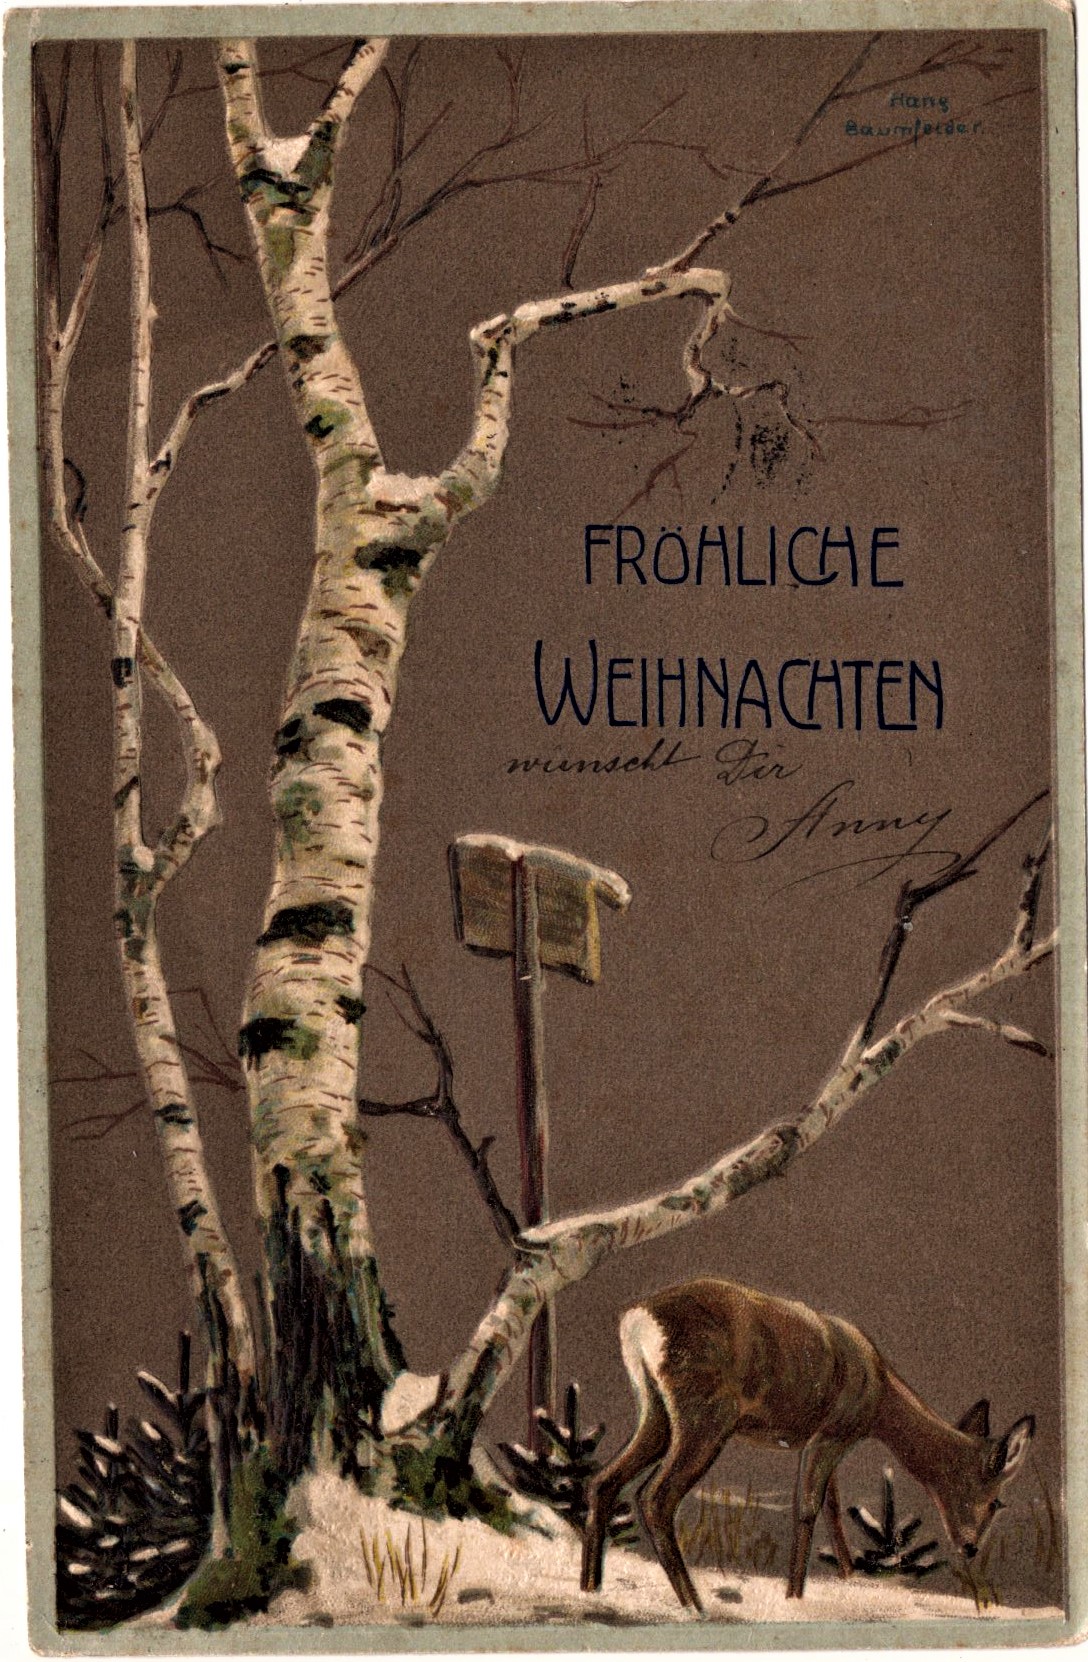 Hans
Baumfelder.
FRÖHLICHE
WEIHNACHTEN
wünscht Dir
Anny